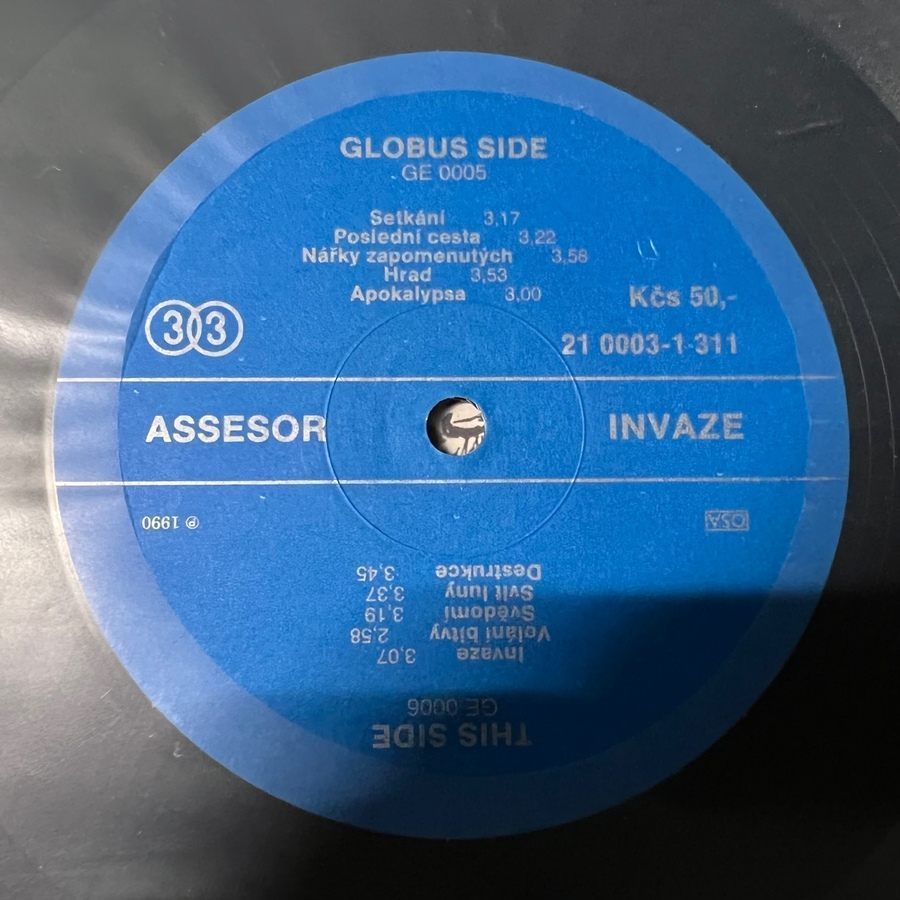 GLOBUS SIDE
GE 0005
Setkání 3,17
Poslední cesta 3,22
Nářky zapomenutých 3,58
Hrad 3,53
Apokalypsa 3,00
Kčs 50,-
33
21 0003-1-311
ASSESOR INVAZE
THIS SIDE
GE 0006
Invaze 3,07
Volání bitvy 2,58
Svědomí 3,19
Svit luny 3,37
Destrukce 3,45
OSA
℗ 1990